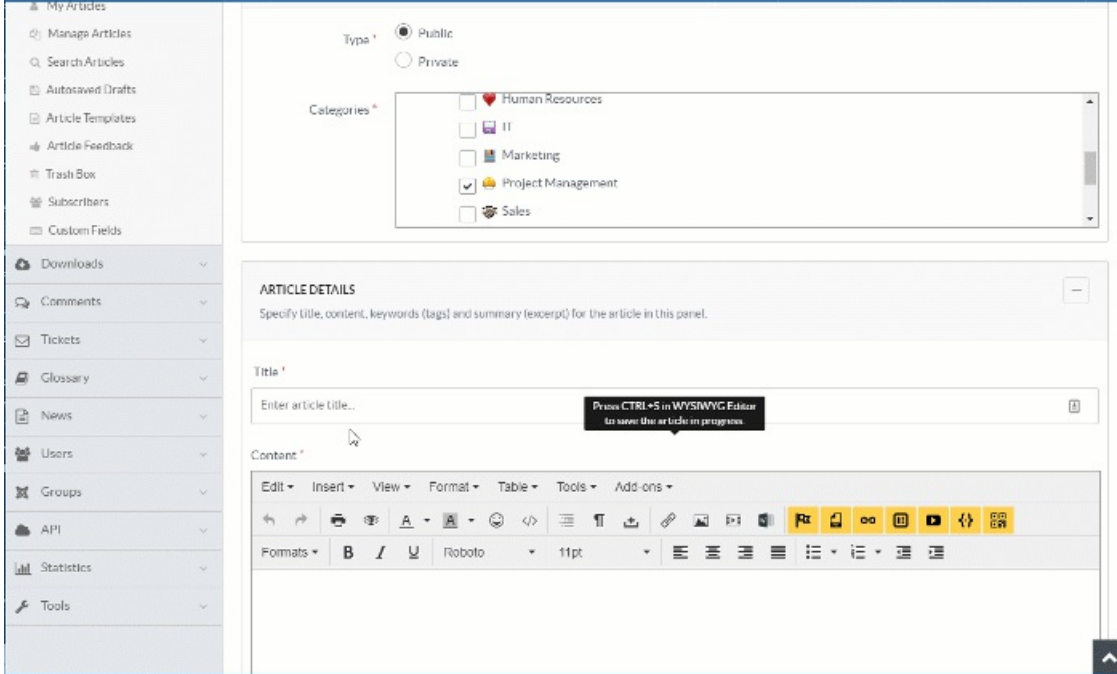 My Articles
Manage Articles
Search Articles
Autosaved Drafts
Article Templates
Article Feedback
Trash Box
Subscribers
Custom Fields
Downloads
Comments
Tickets
Glossary
News
Users
Groups
API
Statistics
Tools
Type *
Public
Private
Categories *
Human Resources
IT
Marketing
Project Management
Sales
ARTICLE DETAILS
Specify title, content, keywords (tags) and summary (excerpt) for the article in this panel.
Title *
Enter article title...
Press CTRL+S in WYSIWYG Editor
to save the article in progress.
Content *
Edit Insert View Format Table Tools Add-ons
Formats B I U Roboto 11pt